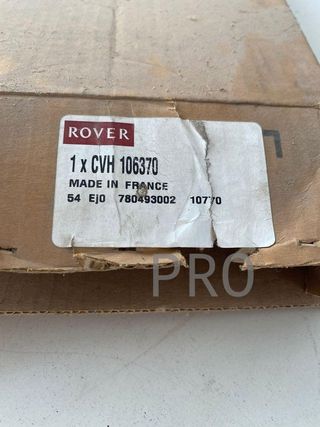 ROVER
1 x CVH 106370
MADE IN FRANCE
54 EJ0 780493002 10770
PRO